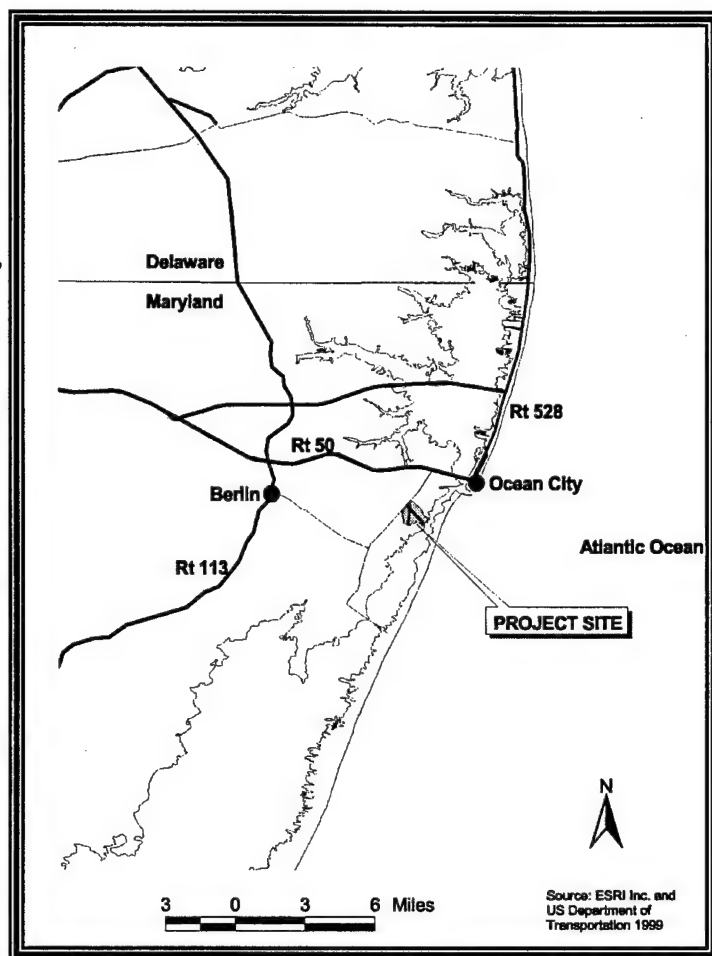 Delaware
Maryland
Rt 528
Rt 50
Berlin
Ocean City
Atlantic Ocean
Rt 113
PROJECT SITE
N
3 0 3 6 Miles
Source: ESRI Inc. and
US Department of
Transportation 1999